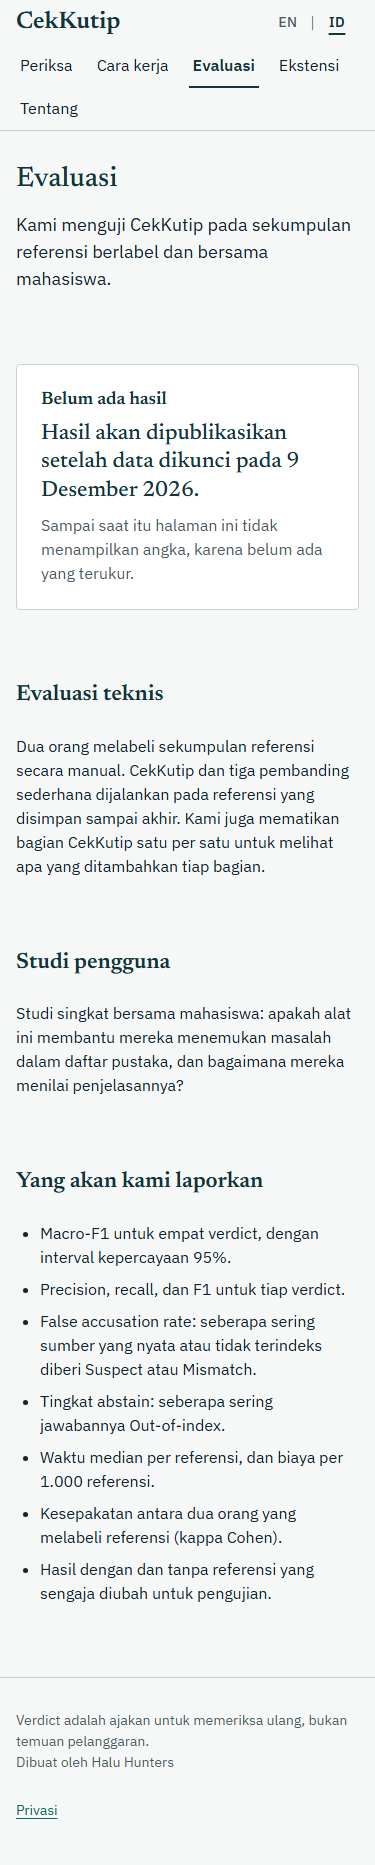 CekKutip
EN | ID
Periksa Cara kerja Evaluasi Ekstensi
Tentang
Evaluasi
Kami menguji CekKutip pada sekumpulan
referensi berlabel dan bersama
mahasiswa.
Belum ada hasil
Hasil akan dipublikasikan
setelah data dikunci pada 9
Desember 2026.
Sampai saat itu halaman ini tidak
menampilkan angka, karena belum ada
yang terukur.
Evaluasi teknis
Dua orang melabeli sekumpulan referensi
secara manual. CekKutip dan tiga pembanding
sederhana dijalankan pada referensi yang
disimpan sampai akhir. Kami juga mematikan
bagian CekKutip satu per satu untuk melihat
apa yang ditambahkan tiap bagian.
Studi pengguna
Studi singkat bersama mahasiswa: apakah alat
ini membantu mereka menemukan masalah
dalam daftar pustaka, dan bagaimana mereka
menilai penjelasannya?
Yang akan kami laporkan
• Macro-F1 untuk empat verdict, dengan
interval kepercayaan 95%.
• Precision, recall, dan F1 untuk tiap verdict.
• False accusation rate: seberapa sering
sumber yang nyata atau tidak terindeks
diberi Suspect atau Mismatch.
• Tingkat abstain: seberapa sering
jawabannya Out-of-index.
• Waktu median per referensi, dan biaya per
1.000 referensi.
• Kesepakatan antara dua orang yang
melabeli referensi (kappa Cohen).
• Hasil dengan dan tanpa referensi yang
sengaja diubah untuk pengujian.
Verdict adalah ajakan untuk memeriksa ulang, bukan
temuan pelanggaran.
Dibuat oleh Halu Hunters
Privasi